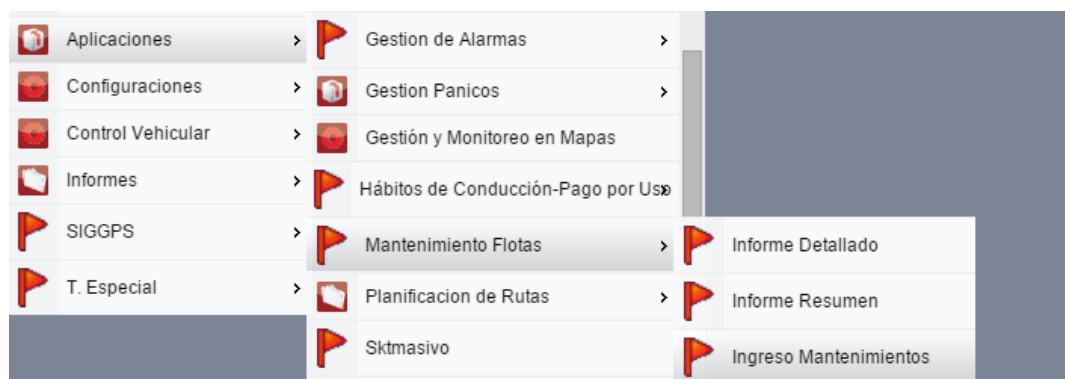 Aplicaciones
Configuraciones
Control Vehicular
Informes
SIGGPS
T. Especial
Gestion de Alarmas
Gestion Panicos
Gestión y Monitoreo en Mapas
Hábitos de Conducción-Pago por Uso
Mantenimiento Flotas
Planificacion de Rutas
Sktmasivo
Informe Detallado
Informe Resumen
Ingreso Mantenimientos